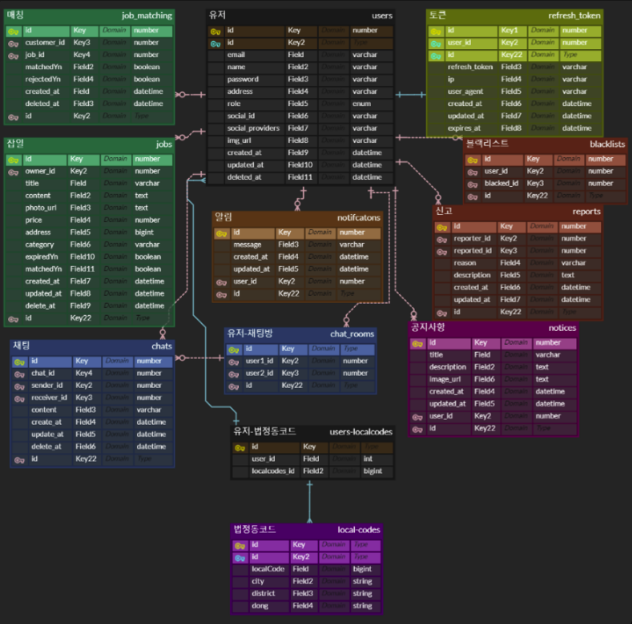 매칭 job_matching
id Key Domain number
customer_id Key3 Domain number
job_id Key4 Domain number
matchedYn Field2 Domain boolean
rejectedYn Field4 Domain boolean
created_at Field Domain datetime
deleted_at Field3 Domain datetime
id Key2 Domain Type
유저 users
id Key Domain number
id Key2 Domain Type
email Field Domain varchar
name Field2 Domain varchar
password Field3 Domain varchar
address Field4 Domain varchar
role Field5 Domain enum
social_id Field6 Domain varchar
social_providers Field7 Domain varchar
img_url Field8 Domain varchar
created_at Field9 Domain datetime
updated_at Field10 Domain datetime
deleted_at Field11 Domain datetime
토큰 refresh_token
id Key1 Domain number
user_id Key2 Domain number
id Key22 Domain Type
refresh_token Field3 Domain varchar
ip Field4 Domain varchar
user_agent Field5 Domain varchar
created_at Field6 Domain datetime
updated_at Field7 Domain datetime
expires_at Field8 Domain datetime
잡일 jobs
id Key Domain number
owner_id Key2 Domain number
title Field Domain varchar
content Field2 Domain text
photo_url Field3 Domain text
price Field4 Domain number
address Field5 Domain bigint
category Field6 Domain varchar
expiredYn Field10 Domain boolean
matchedYn Field11 Domain boolean
created_at Field7 Domain datetime
updated_at Field8 Domain datetime
delete_at Field9 Domain datetime
id Key22 Domain Type
블랙리스트 blacklists
id Key Domain number
user_id Key2 Domain number
blacked_id Key3 Domain number
id Key22 Domain Type
알림 notifcatons
id Key Domain number
message Field3 Domain varchar
created_at Field4 Domain datetime
updated_at Field5 Domain datetime
user_id Key2 Domain number
id Key22 Domain Type
신고 reports
id Key Domain number
reporter_id Key2 Domain number
reported_id Key3 Domain number
reason Field4 Domain varchar
description Field5 Domain text
created_at Field6 Domain datetime
updated_at Field7 Domain datetime
id Key22 Domain Type
채팅 chats
id Key Domain number
chat_id Key4 Domain number
sender_id Key2 Domain number
receiver_id Key3 Domain number
content Field3 Domain varchar
create_at Field4 Domain datetime
update_at Field5 Domain datetime
delete_at Field6 Domain datetime
id Key22 Domain Type
유저-채팅방 chat_rooms
id Key Domain Type
user1_id Key2 Domain number
user2_id Key3 Domain number
id Key22 Domain Type
공지사항 notices
id Key Domain number
title Field Domain varchar
description Field2 Domain text
image_url Field6 Domain text
created_at Field4 Domain datetime
updated_at Field5 Domain datetime
user_id Key2 Domain number
id Key22 Domain Type
유저-법정동코드 users-localcodes
id Key Domain Type
user_id Field Domain int
localcodes_id Field2 Domain bigint
법정동코드 local-codes
id Key Domain Type
id Key2 Domain Type
localCode Field Domain bigint
city Field2 Domain string
district Field3 Domain string
dong Field4 Domain string